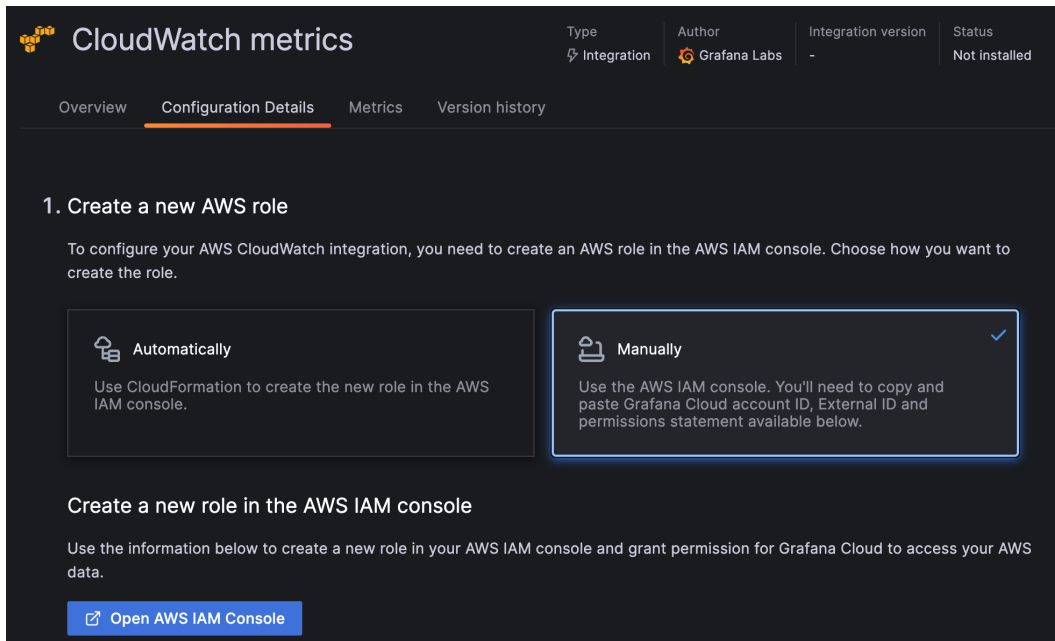 CloudWatch metrics
Type
Integration
Author
Grafana Labs
Integration version
-
Status
Not installed
Overview
Configuration Details
Metrics
Version history
1. Create a new AWS role
To configure your AWS CloudWatch integration, you need to create an AWS role in the AWS IAM console. Choose how you want to
create the role.
Automatically
Use CloudFormation to create the new role in the AWS
IAM console.
Manually
Use the AWS IAM console. You'll need to copy and
paste Grafana Cloud account ID, External ID and
permissions statement available below.
Create a new role in the AWS IAM console
Use the information below to create a new role in your AWS IAM console and grant permission for Grafana Cloud to access your AWS
data.
Open AWS IAM Console